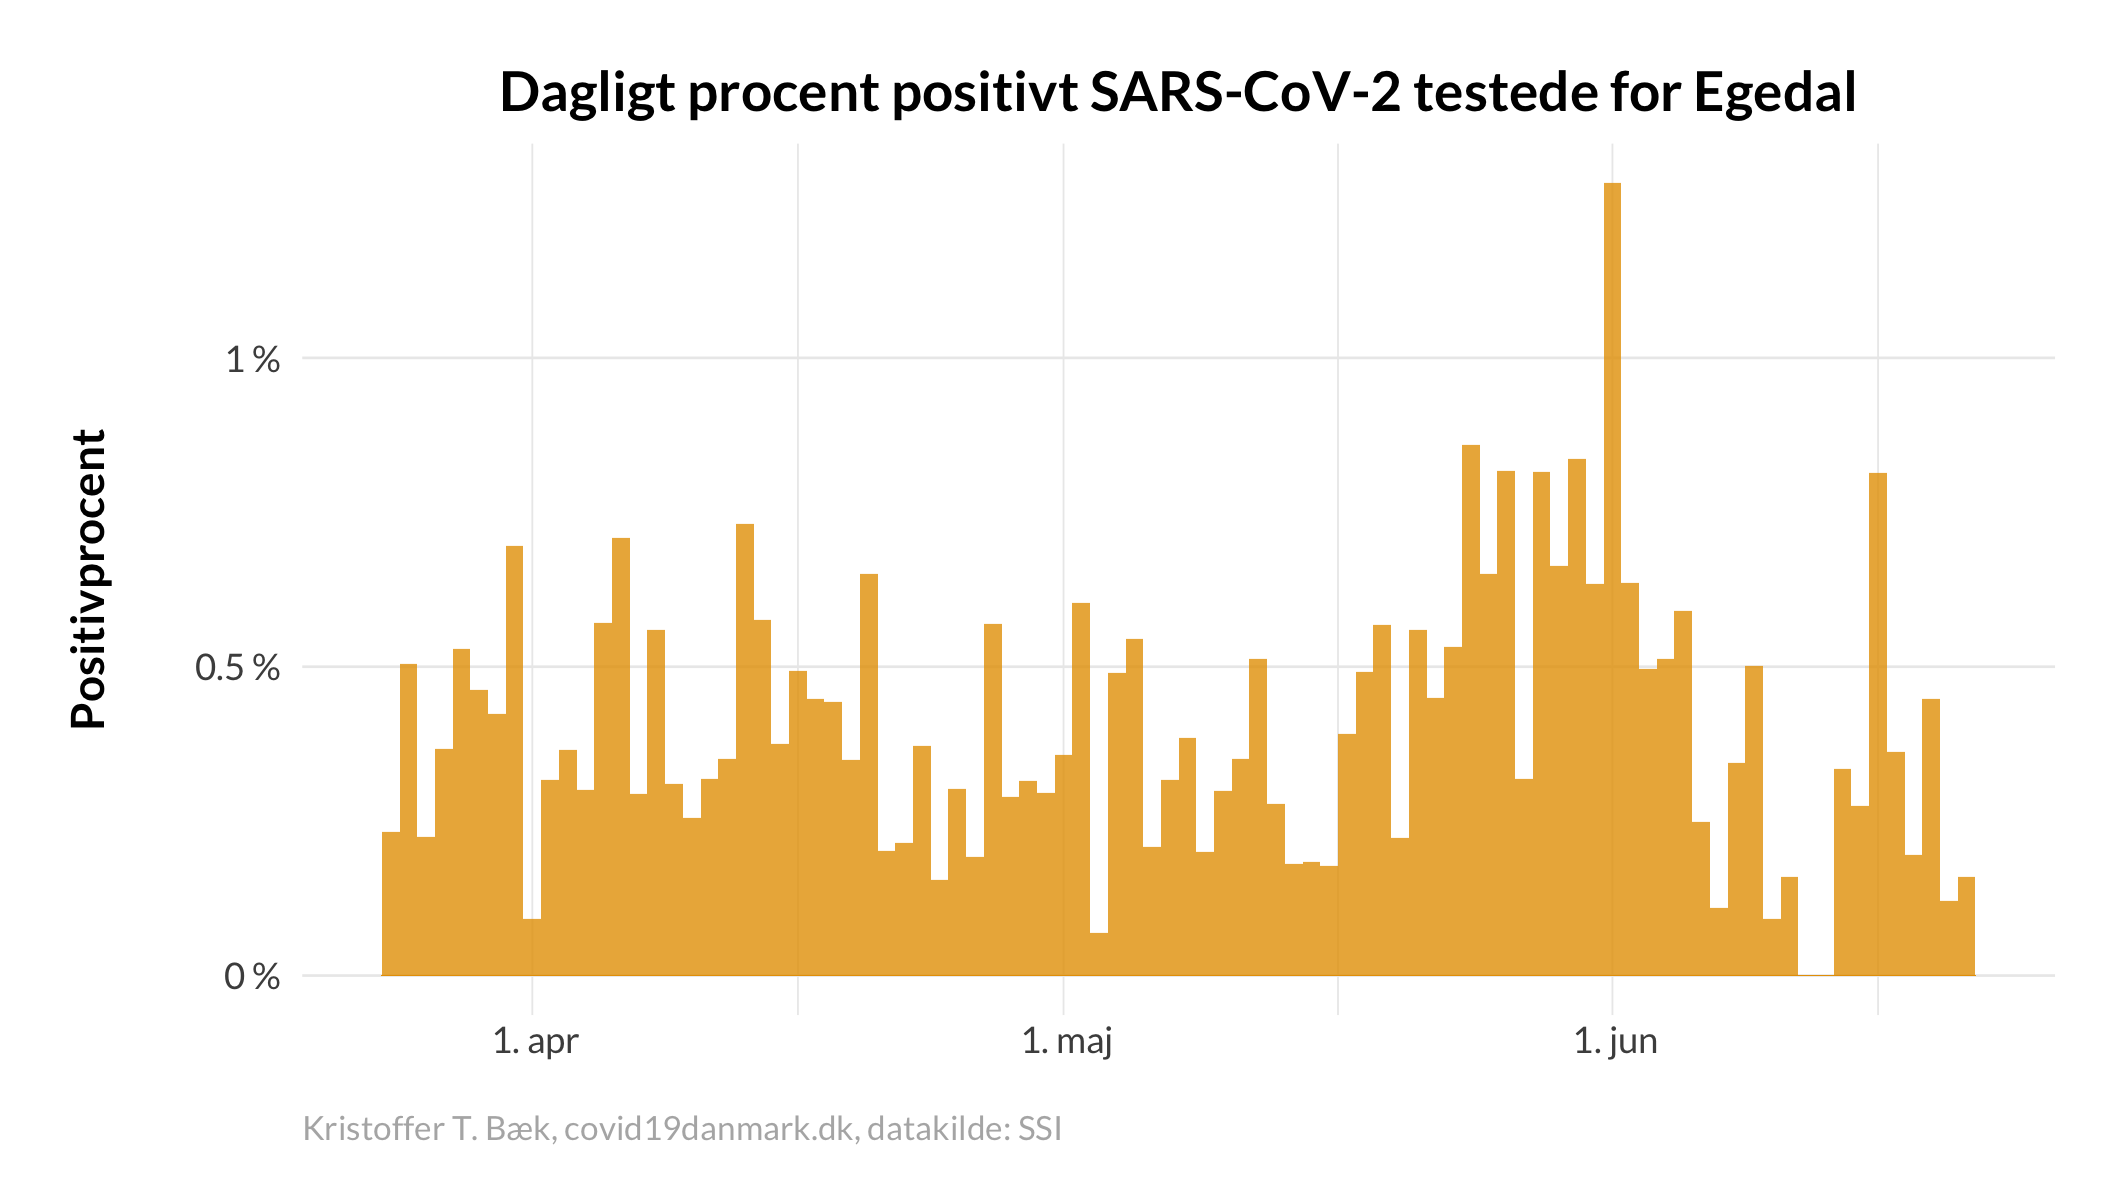 Dagligt procent positivt SARS-CoV-2 testede for Egedal
Positivprocent
1 %
0.5 %
0 %
1. apr
1. maj
1. jun
Kristoffer T. Bæk, covid19danmark.dk, datakilde: SSI